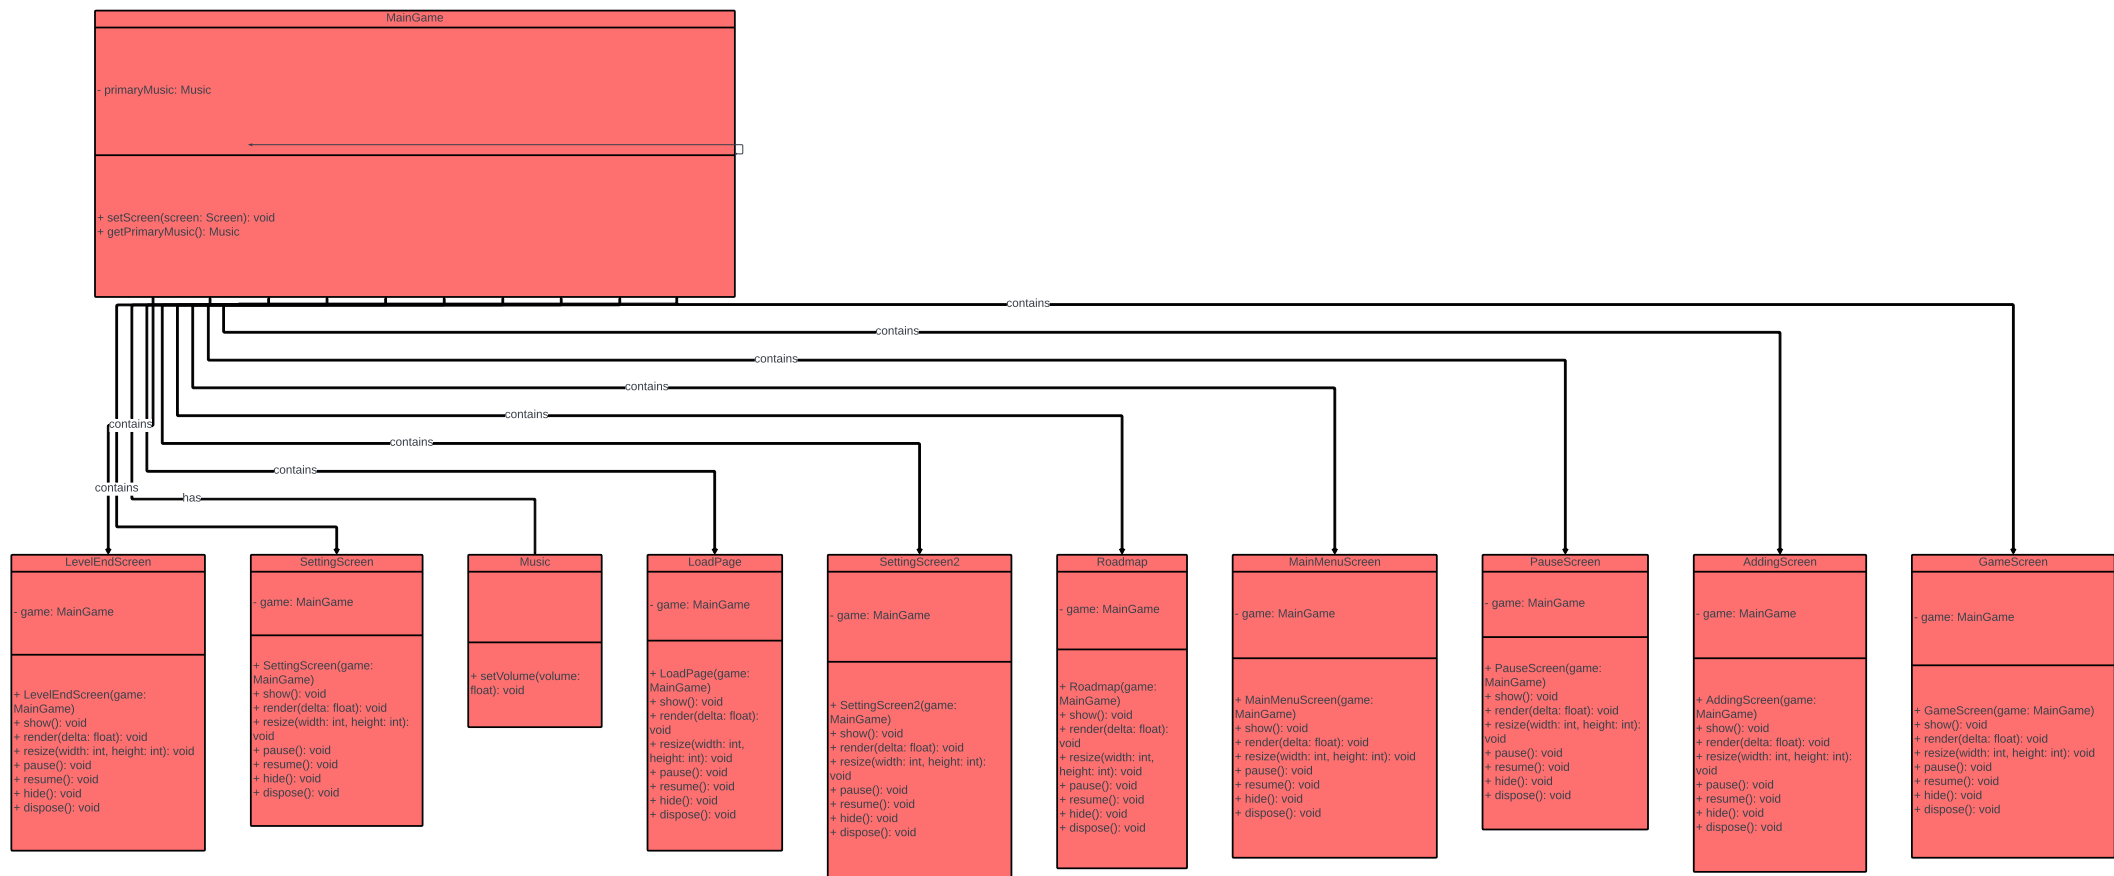 MainGame
- primaryMusic: Music
+ setScreen(screen: Screen): void
+ getPrimaryMusic(): Music
contains
contains
contains
contains
contains
contains
contains
contains
contains
has
LevelEndScreen
- game: MainGame
+ LevelEndScreen(game:
MainGame)
+ show(): void
+ render(delta: float): void
+ resize(width: int, height: int): void
+ pause(): void
+ resume(): void
+ hide(): void
+ dispose(): void
SettingScreen
- game: MainGame
+ SettingScreen(game:
MainGame)
+ show(): void
+ render(delta: float): void
+ resize(width: int, height: int):
void
+ pause(): void
+ resume(): void
+ hide(): void
+ dispose(): void
Music
+ setVolume(volume:
float): void
LoadPage
- game: MainGame
+ LoadPage(game:
MainGame)
+ show(): void
+ render(delta: float):
void
+ resize(width: int,
height: int): void
+ pause(): void
+ resume(): void
+ hide(): void
+ dispose(): void
SettingScreen2
- game: MainGame
+ SettingScreen2(game:
MainGame)
+ show(): void
+ render(delta: float): void
+ resize(width: int, height: int):
void
+ pause(): void
+ resume(): void
+ hide(): void
+ dispose(): void
Roadmap
- game: MainGame
+ Roadmap(game:
MainGame)
+ show(): void
+ render(delta: float):
void
+ resize(width: int,
height: int): void
+ pause(): void
+ resume(): void
+ hide(): void
+ dispose(): void
MainMenuScreen
- game: MainGame
+ MainMenuScreen(game:
MainGame)
+ show(): void
+ render(delta: float): void
+ resize(width: int, height: int): void
+ pause(): void
+ resume(): void
+ hide(): void
+ dispose(): void
PauseScreen
- game: MainGame
+ PauseScreen(game:
MainGame)
+ show(): void
+ render(delta: float): void
+ resize(width: int, height: int):
void
+ pause(): void
+ resume(): void
+ hide(): void
+ dispose(): void
AddingScreen
- game: MainGame
+ AddingScreen(game:
MainGame)
+ show(): void
+ render(delta: float): void
+ resize(width: int, height: int):
void
+ pause(): void
+ resume(): void
+ hide(): void
+ dispose(): void
GameScreen
- game: MainGame
+ GameScreen(game: MainGame)
+ show(): void
+ render(delta: float): void
+ resize(width: int, height: int): void
+ pause(): void
+ resume(): void
+ hide(): void
+ dispose(): void